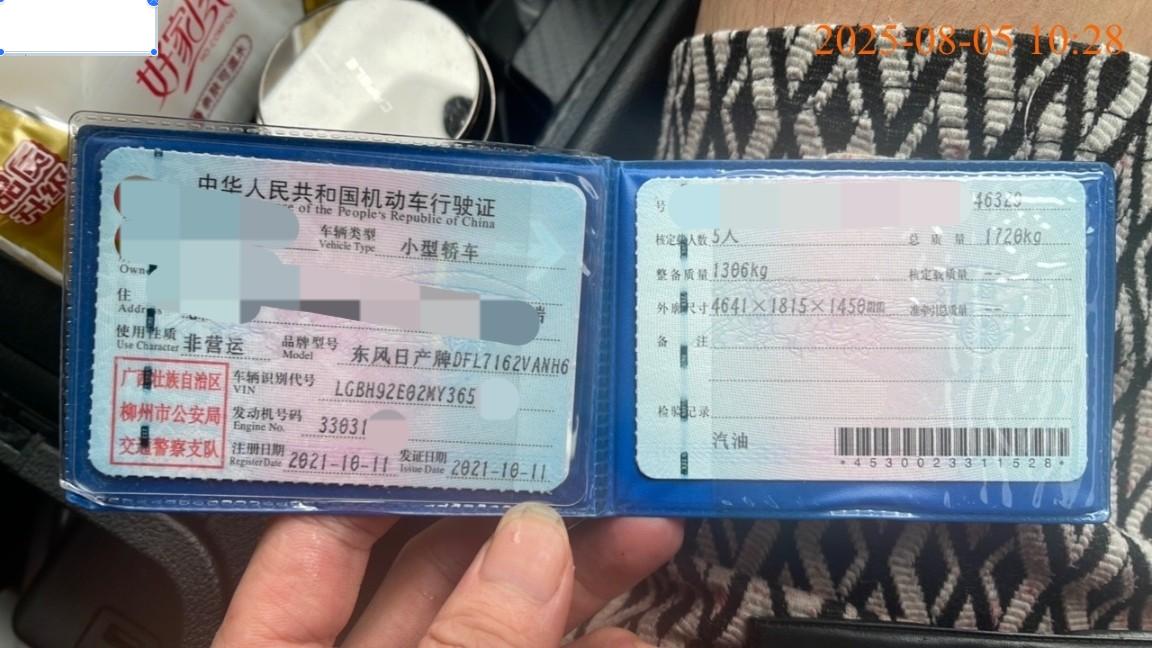 2025-08-05 10:28
好家
中华人民共和国机动车行驶证
of the People's Republic of China
车辆类型
Vehicle Type
小型轿车
住
Address
使用性质
Use Character
非营运
品牌型号
Model
东风日产牌DFL7162VANH6
广西壮族自治区
柳州市公安局
交通警察支队
车辆识别代号
VIN
LGBH92E02MY365
发动机号码
Engine No.
33031
注册日期
Register Date
2021-10-11
发证日期
Issue Date
2021-10-11
号
46329
核定载人数
5人
总质量
1720kg
整备质量
1306kg
核定载质量
--
外廓尺寸
4641×1815×1450mm
准牵引总质量
--
备注
检验记录
汽油
*4530023311528*